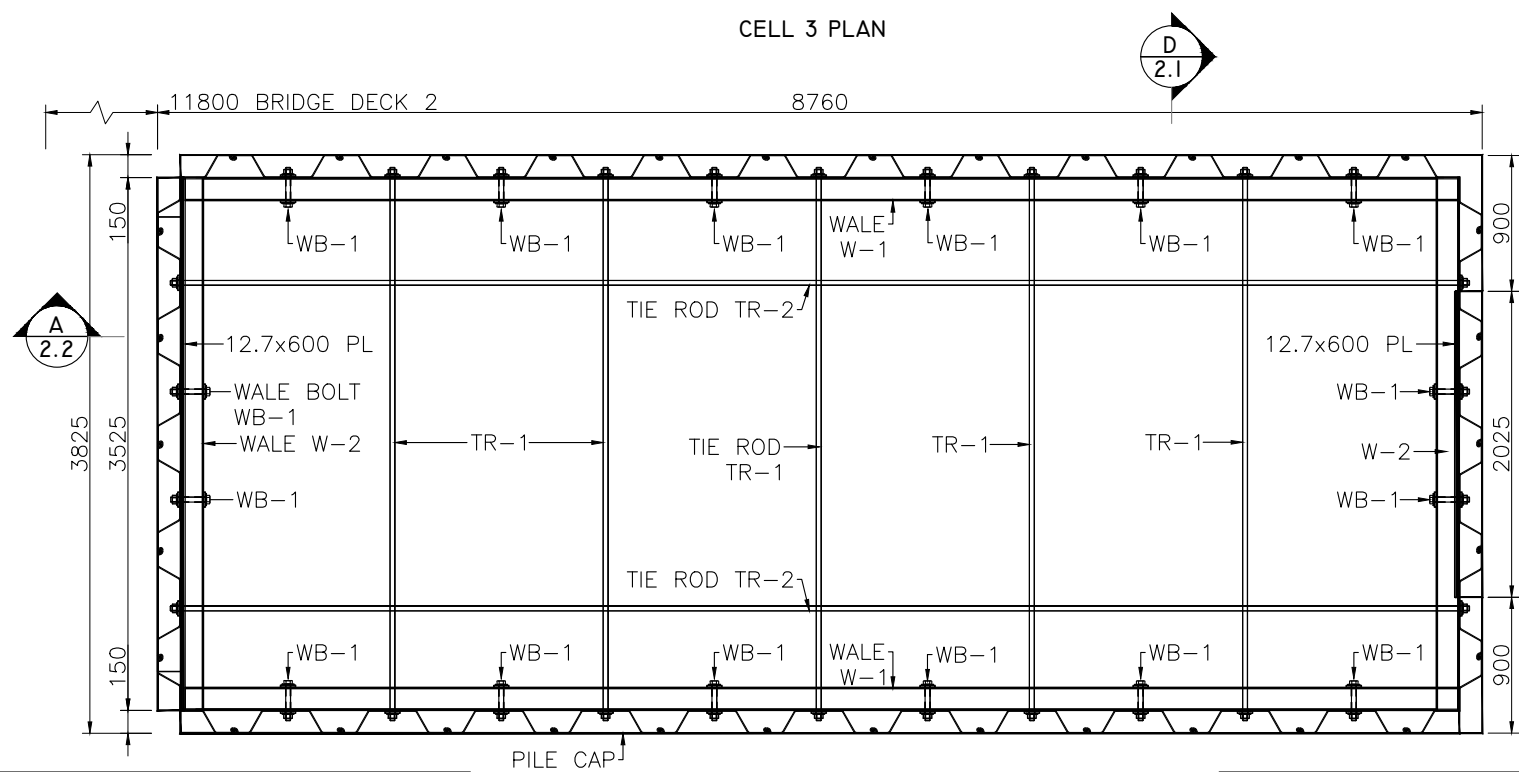 CELL 3 PLAN
D
2.1
11800 BRIDGE DECK 2
8760
150
900
WB-1
WB-1
WB-1
WALE
W-1
WB-1
WB-1
WB-1
TIE ROD TR-2
A
2.2
12.7x600 PL
12.7x600 PL
WALE BOLT
WB-1
WB-1
3825
3525
WALE W-2
TR-1
TIE ROD
TR-1
TR-1
TR-1
W-2
2025
WB-1
WB-1
TIE ROD TR-2
150
WB-1
WB-1
WB-1
WALE
W-1
WB-1
WB-1
WB-1
900
PILE CAP